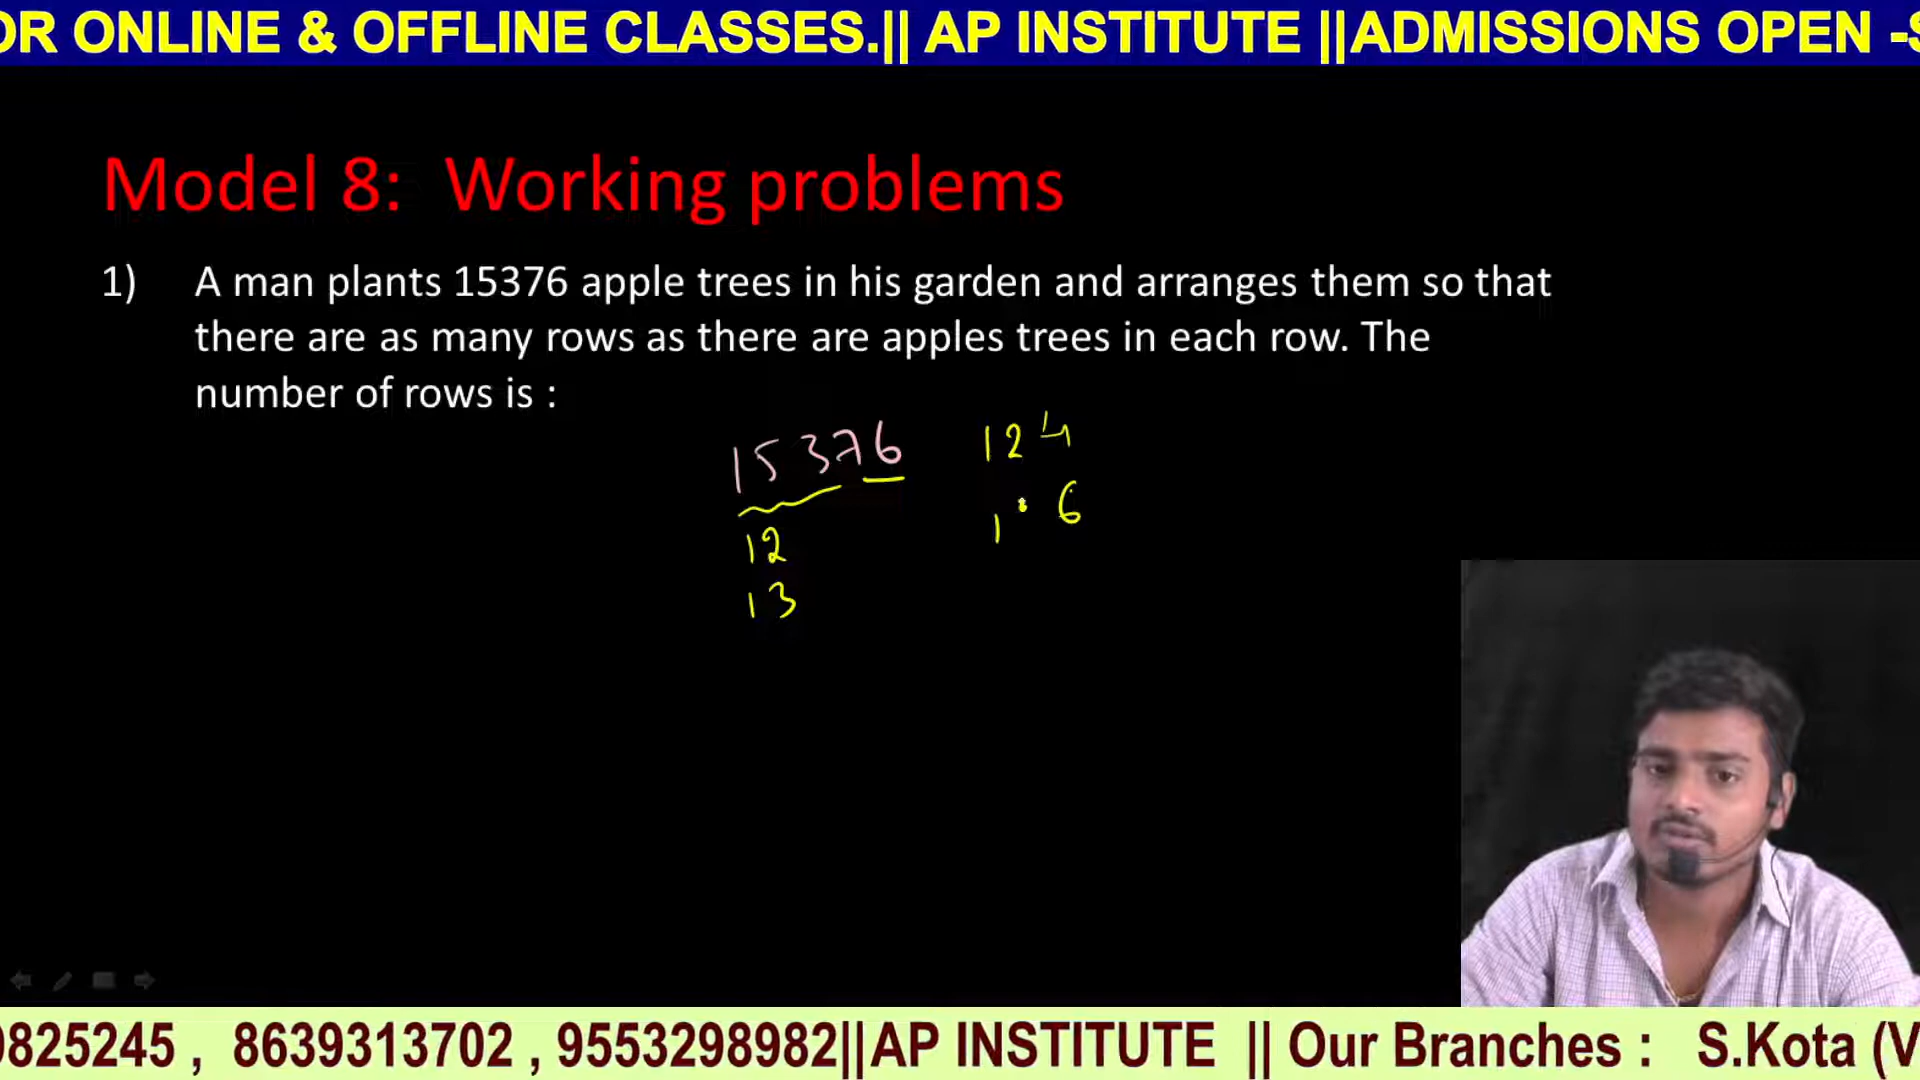 OR ONLINE & OFFLINE CLASSES.|| AP INSTITUTE ||ADMISSIONS OPEN -S
Model 8: Working problems
1) A man plants 15376 apple trees in his garden and arranges them so that
there are as many rows as there are apples trees in each row. The
number of rows is :
15376 124
1 6
12
13
9825245 , 8639313702 , 9553298982||AP INSTITUTE || Our Branches : S.Kota (V